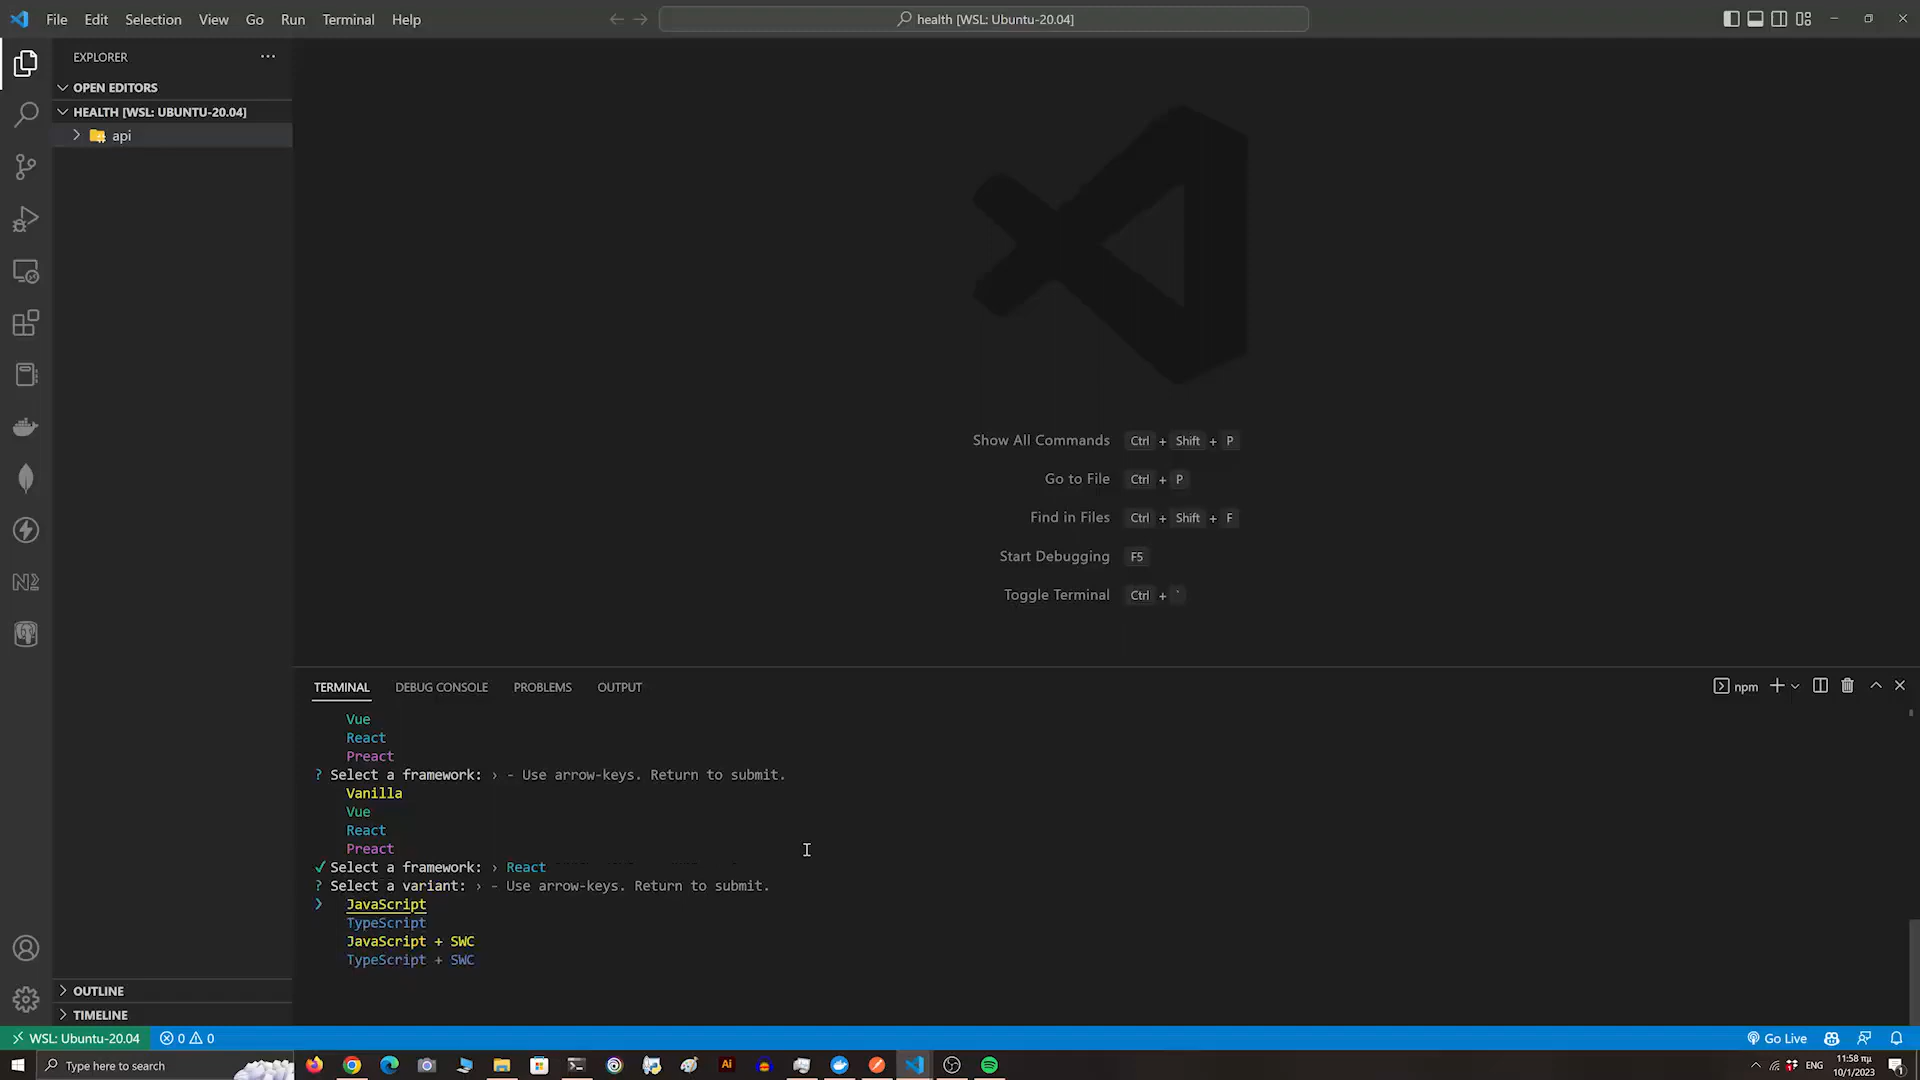 File Edit Selection View Go Run Terminal Help
health [WSL: Ubuntu-20.04]
EXPLORER
OPEN EDITORS
HEALTH [WSL: UBUNTU-20.04]
api
Show All Commands Ctrl + Shift + P
Go to File Ctrl + P
Find in Files Ctrl + Shift + F
Start Debugging F5
Toggle Terminal Ctrl + `
TERMINAL DEBUG CONSOLE PROBLEMS OUTPUT
npm
Vue
React
Preact
? Select a framework: › - Use arrow-keys. Return to submit.
Vanilla
Vue
React
Preact
✓ Select a framework: › React
? Select a variant: › - Use arrow-keys. Return to submit.
❯ JavaScript
TypeScript
JavaScript + SWC
TypeScript + SWC
OUTLINE
TIMELINE
WSL: Ubuntu-20.04 0 0
Go Live
Type here to search
Ai
ENG
11:58 πμ
10/1/2023